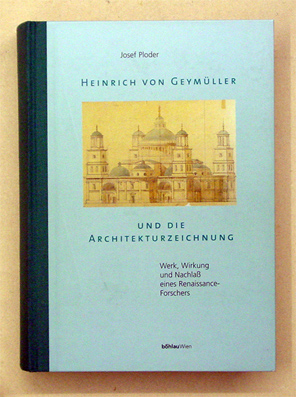 Josef Ploder
HEINRICH VON GEYMÜLLER
UND DIE
ARCHITEKTURZEICHNUNG
Werk, Wirkung
und Nachlaß
eines Renaissance-
Forschers
böhlauWien